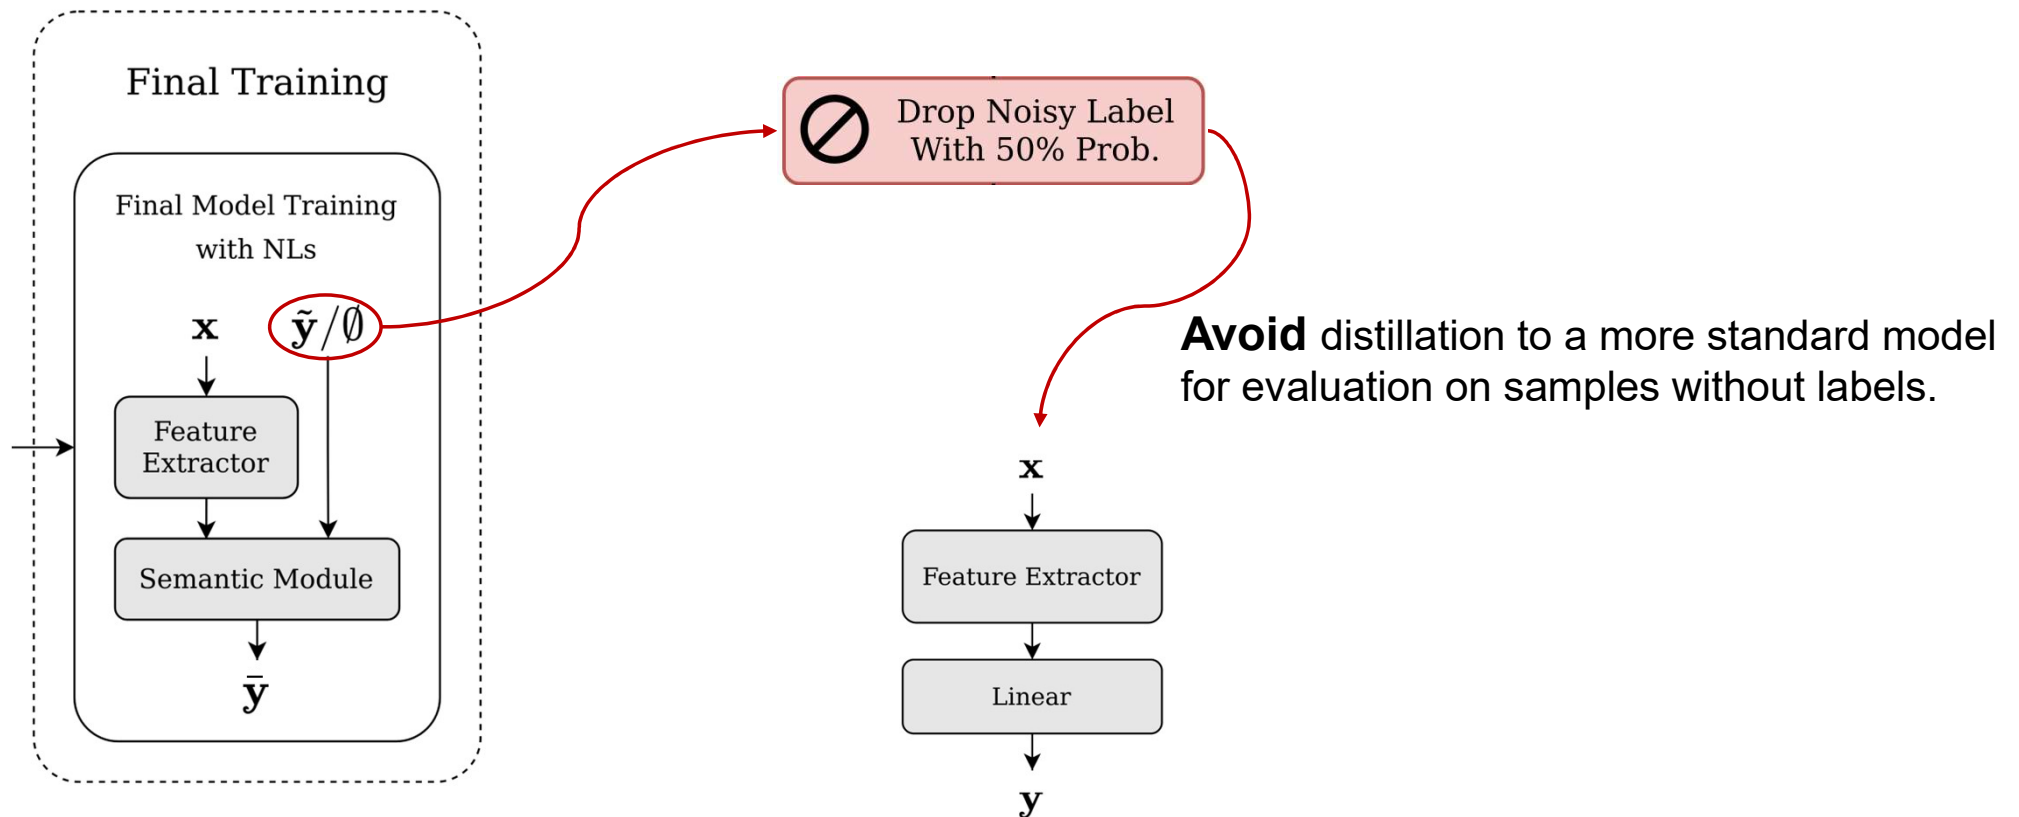 Final Training
Final Model Training
with NLs
x
ỹ/∅
Feature
Extractor
Semantic Module
ȳ
Drop Noisy Label
With 50% Prob.
Avoid distillation to a more standard model
for evaluation on samples without labels.
x
Feature Extractor
Linear
y